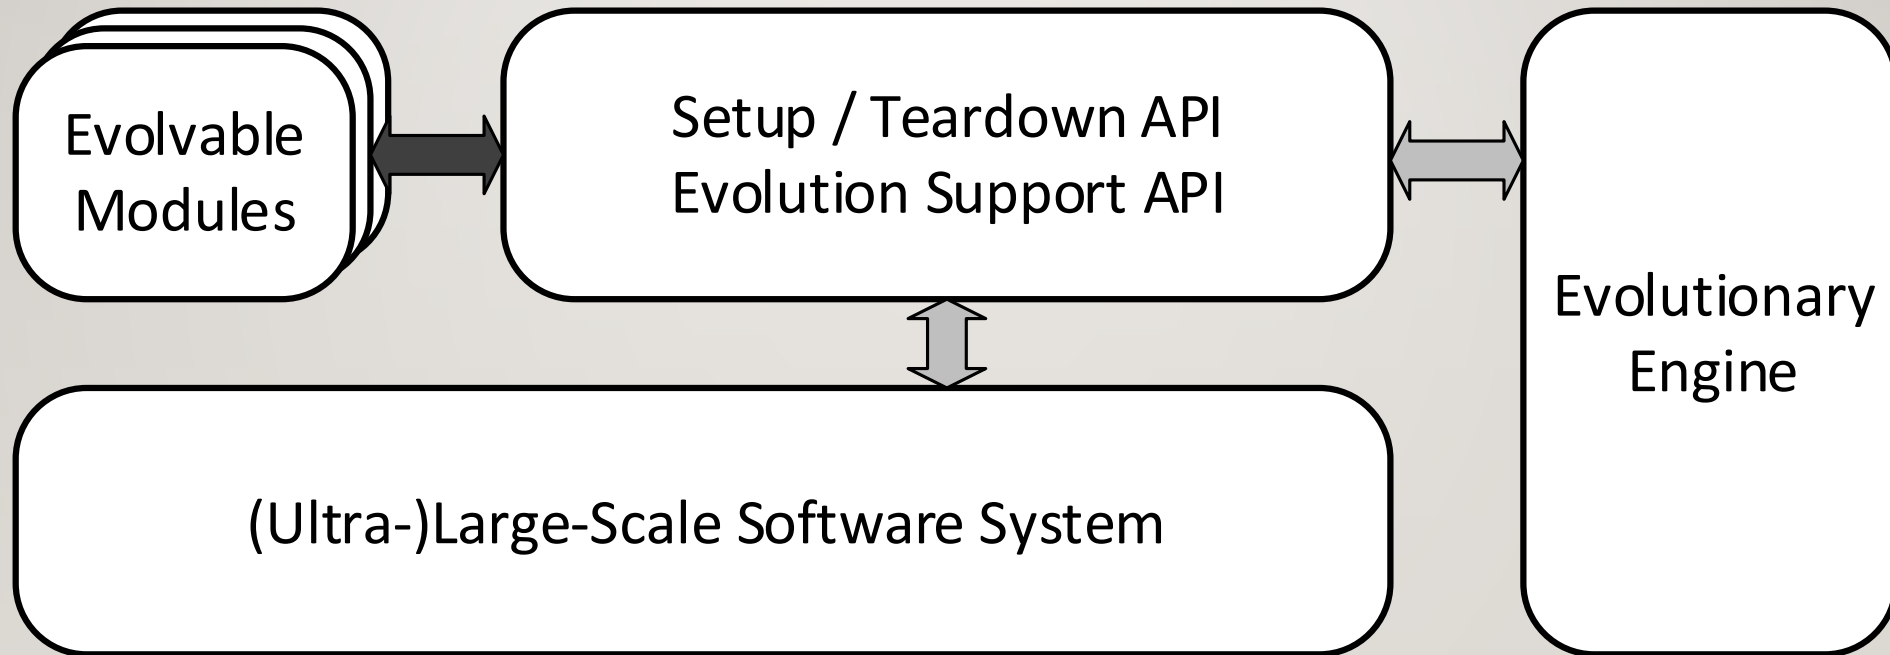 Evolvable
Modules
Setup / Teardown API
Evolution Support API
Evolutionary
Engine
(Ultra-)Large-Scale Software System